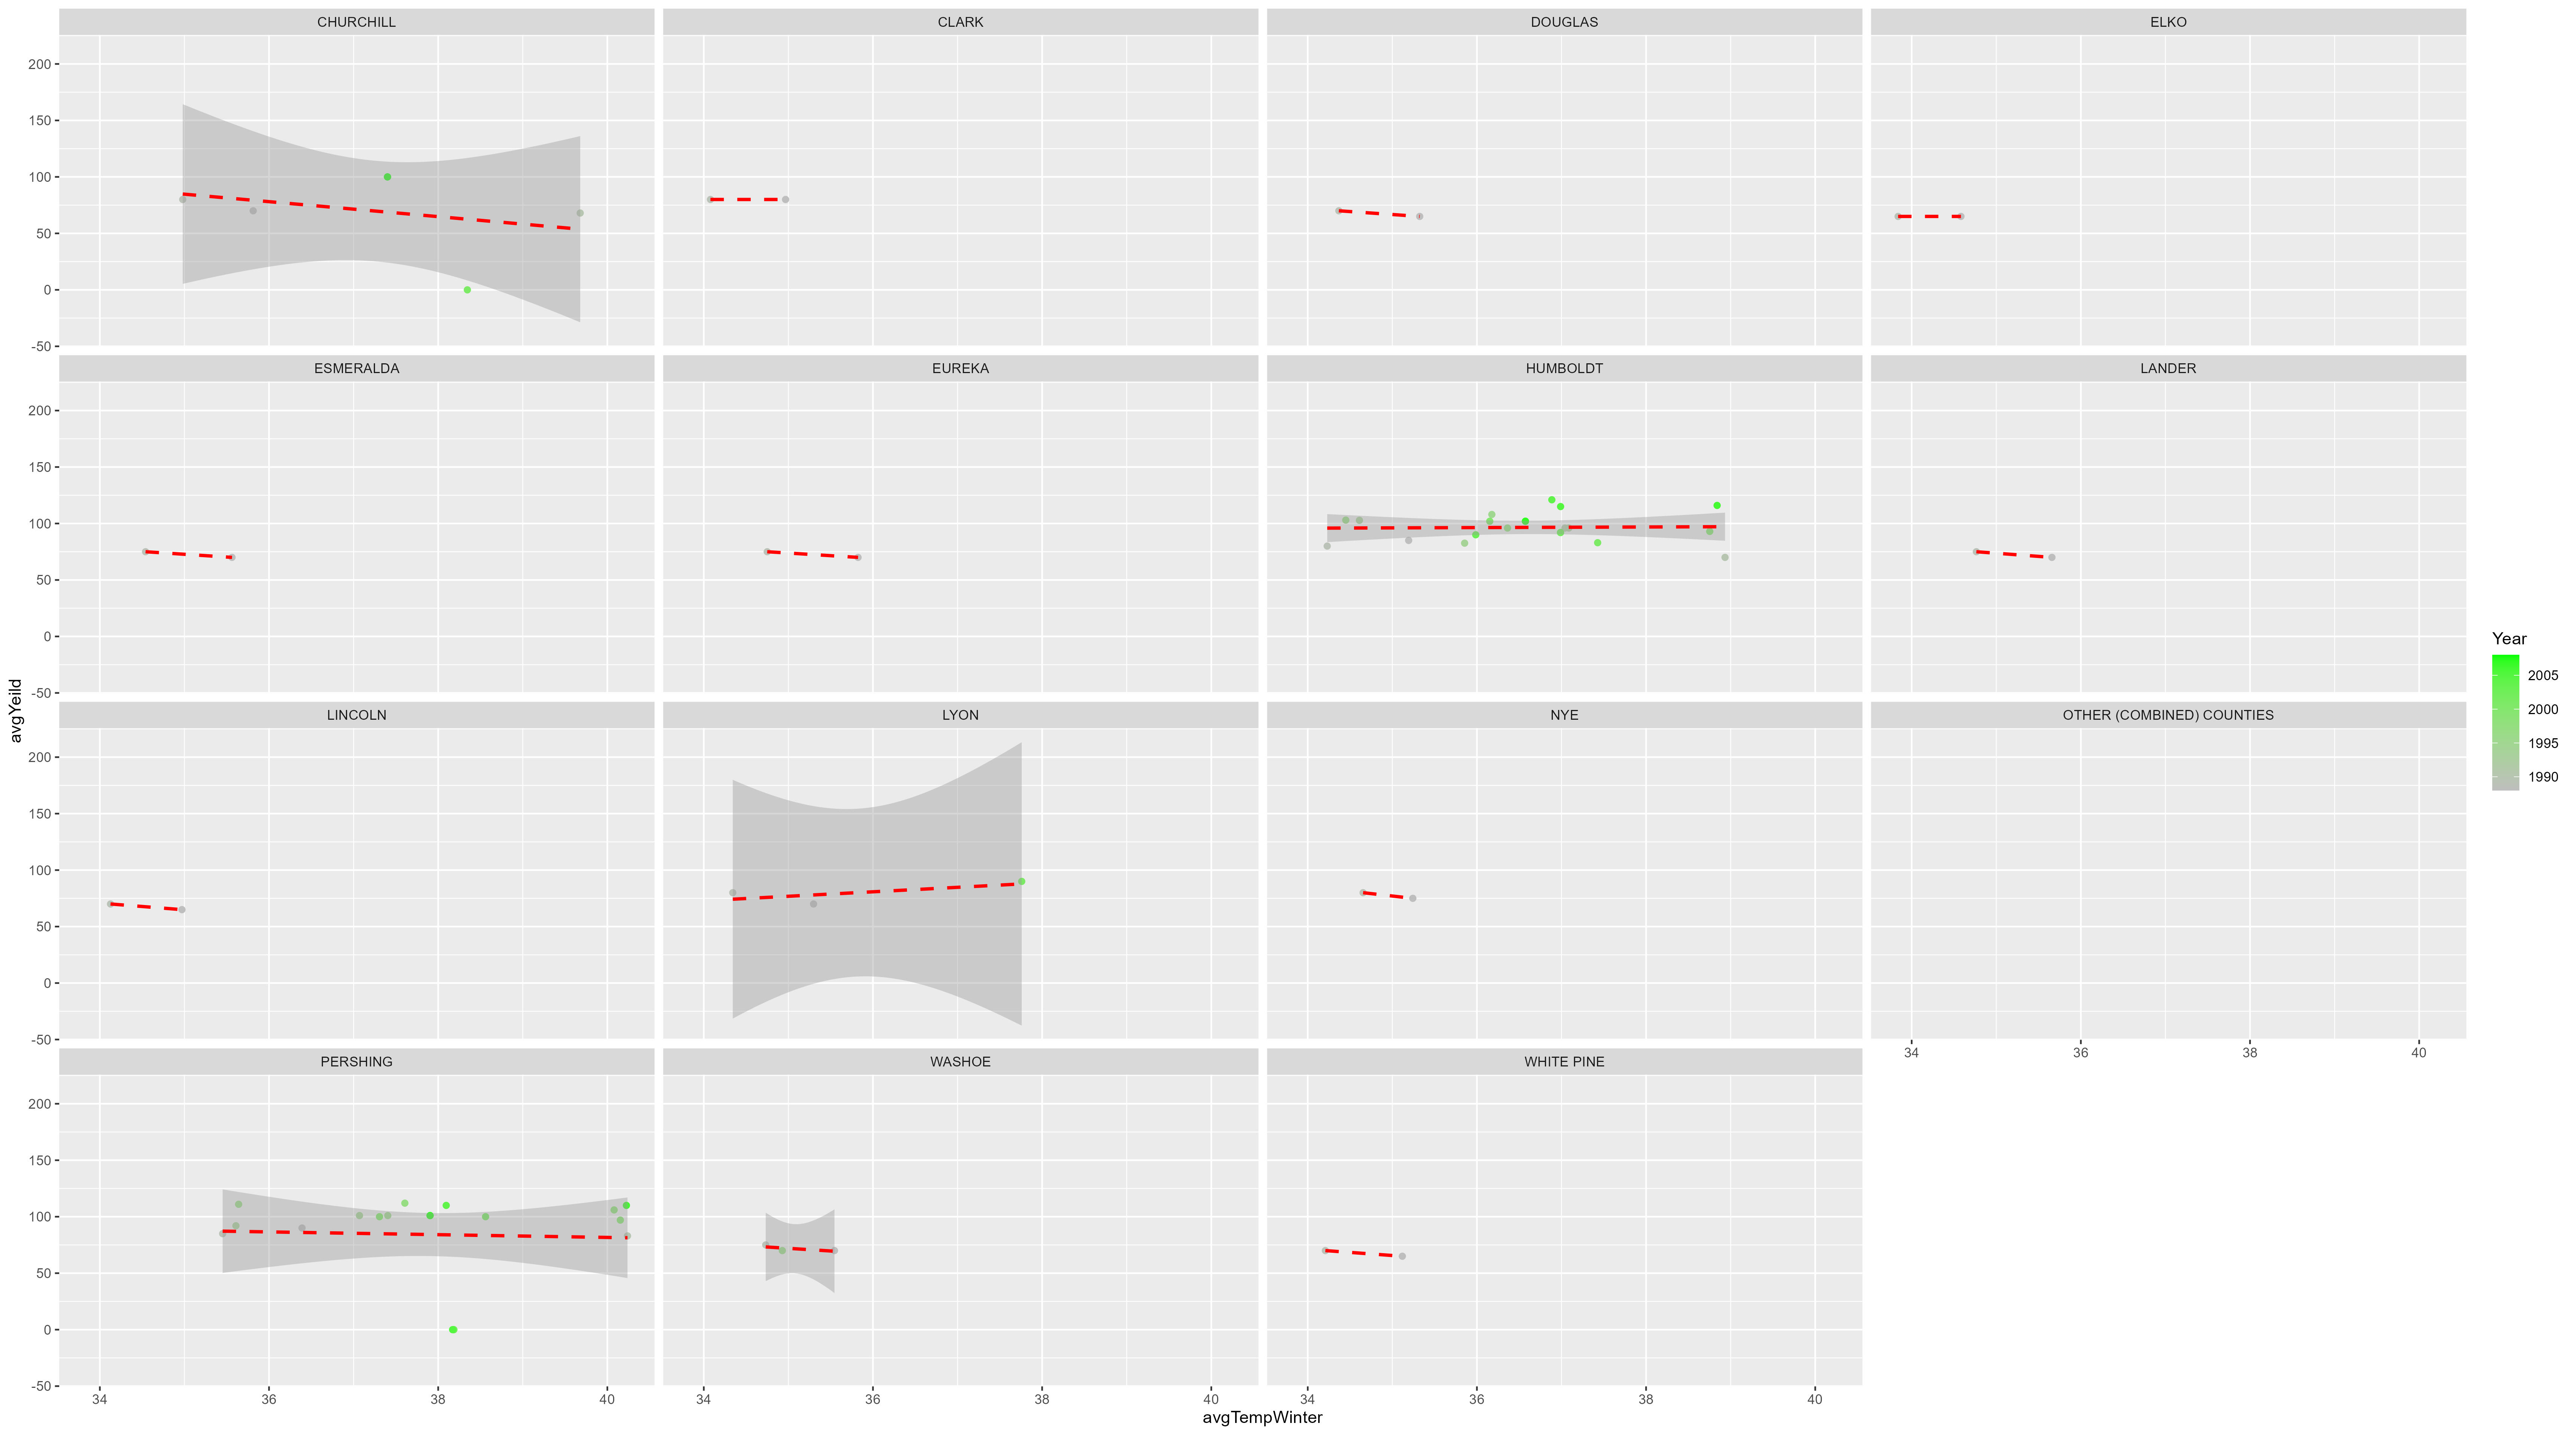 CHURCHILL
CLARK
DOUGLAS
ELKO
200
150
100
50
0
-50
ESMERALDA
EUREKA
HUMBOLDT
LANDER
200
150
100
50
0
-50
LINCOLN
LYON
NYE
OTHER (COMBINED) COUNTIES
200
150
100
50
0
-50
34 36 38 40
PERSHING
WASHOE
WHITE PINE
200
150
100
50
0
-50
34 36 38 40
34 36 38 40
34 36 38 40
avgTempWinter
avgYeild
Year
2005
2000
1995
1990